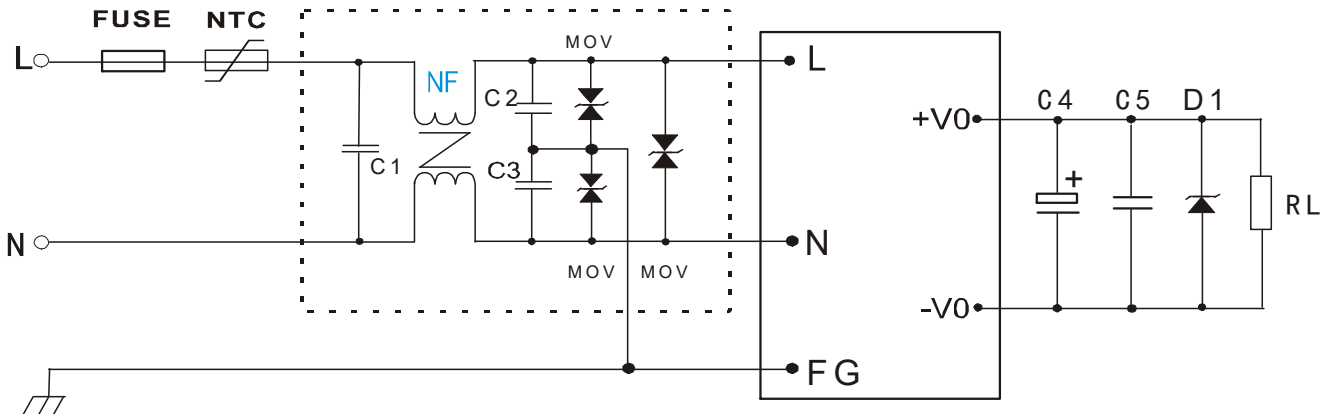 FUSE NTC
MOV
L
NF
C2
L
C1
C3
+V0
C4 C5 D1
+
RL
N
N
MOV MOV
-V0
FG